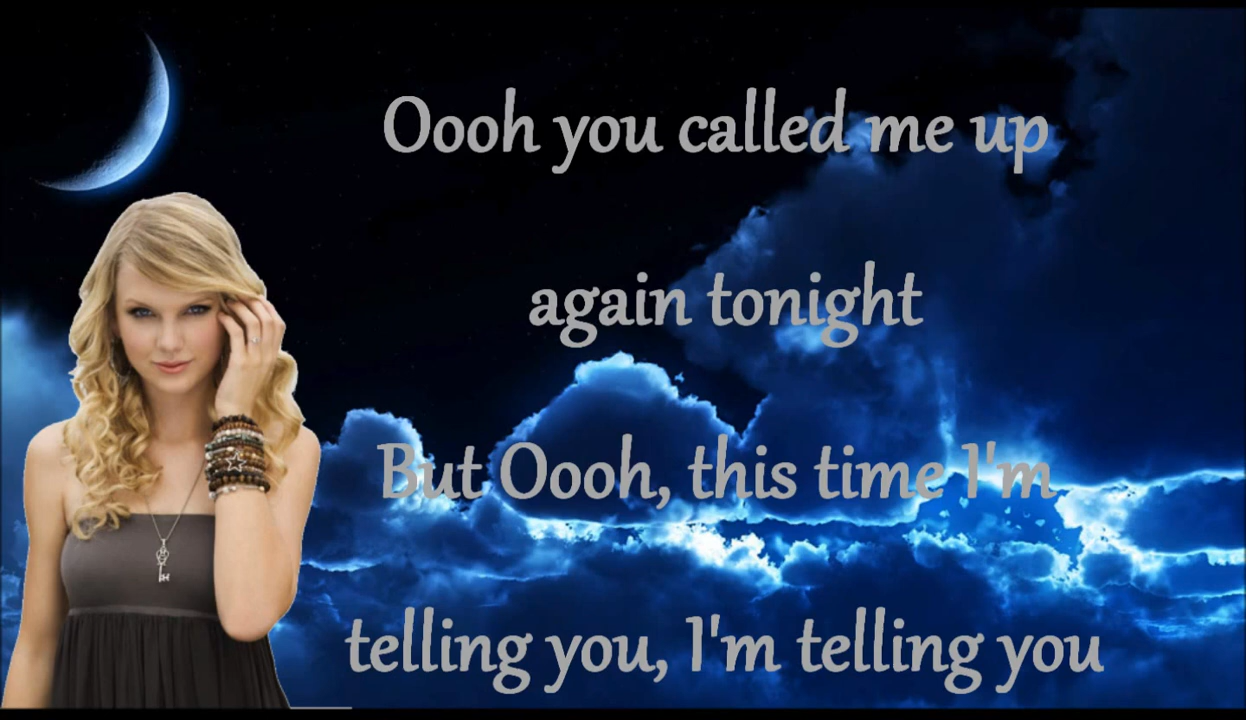 Oooh you called me up
again tonight
But Oooh, this time I'm
telling you, I'm telling you